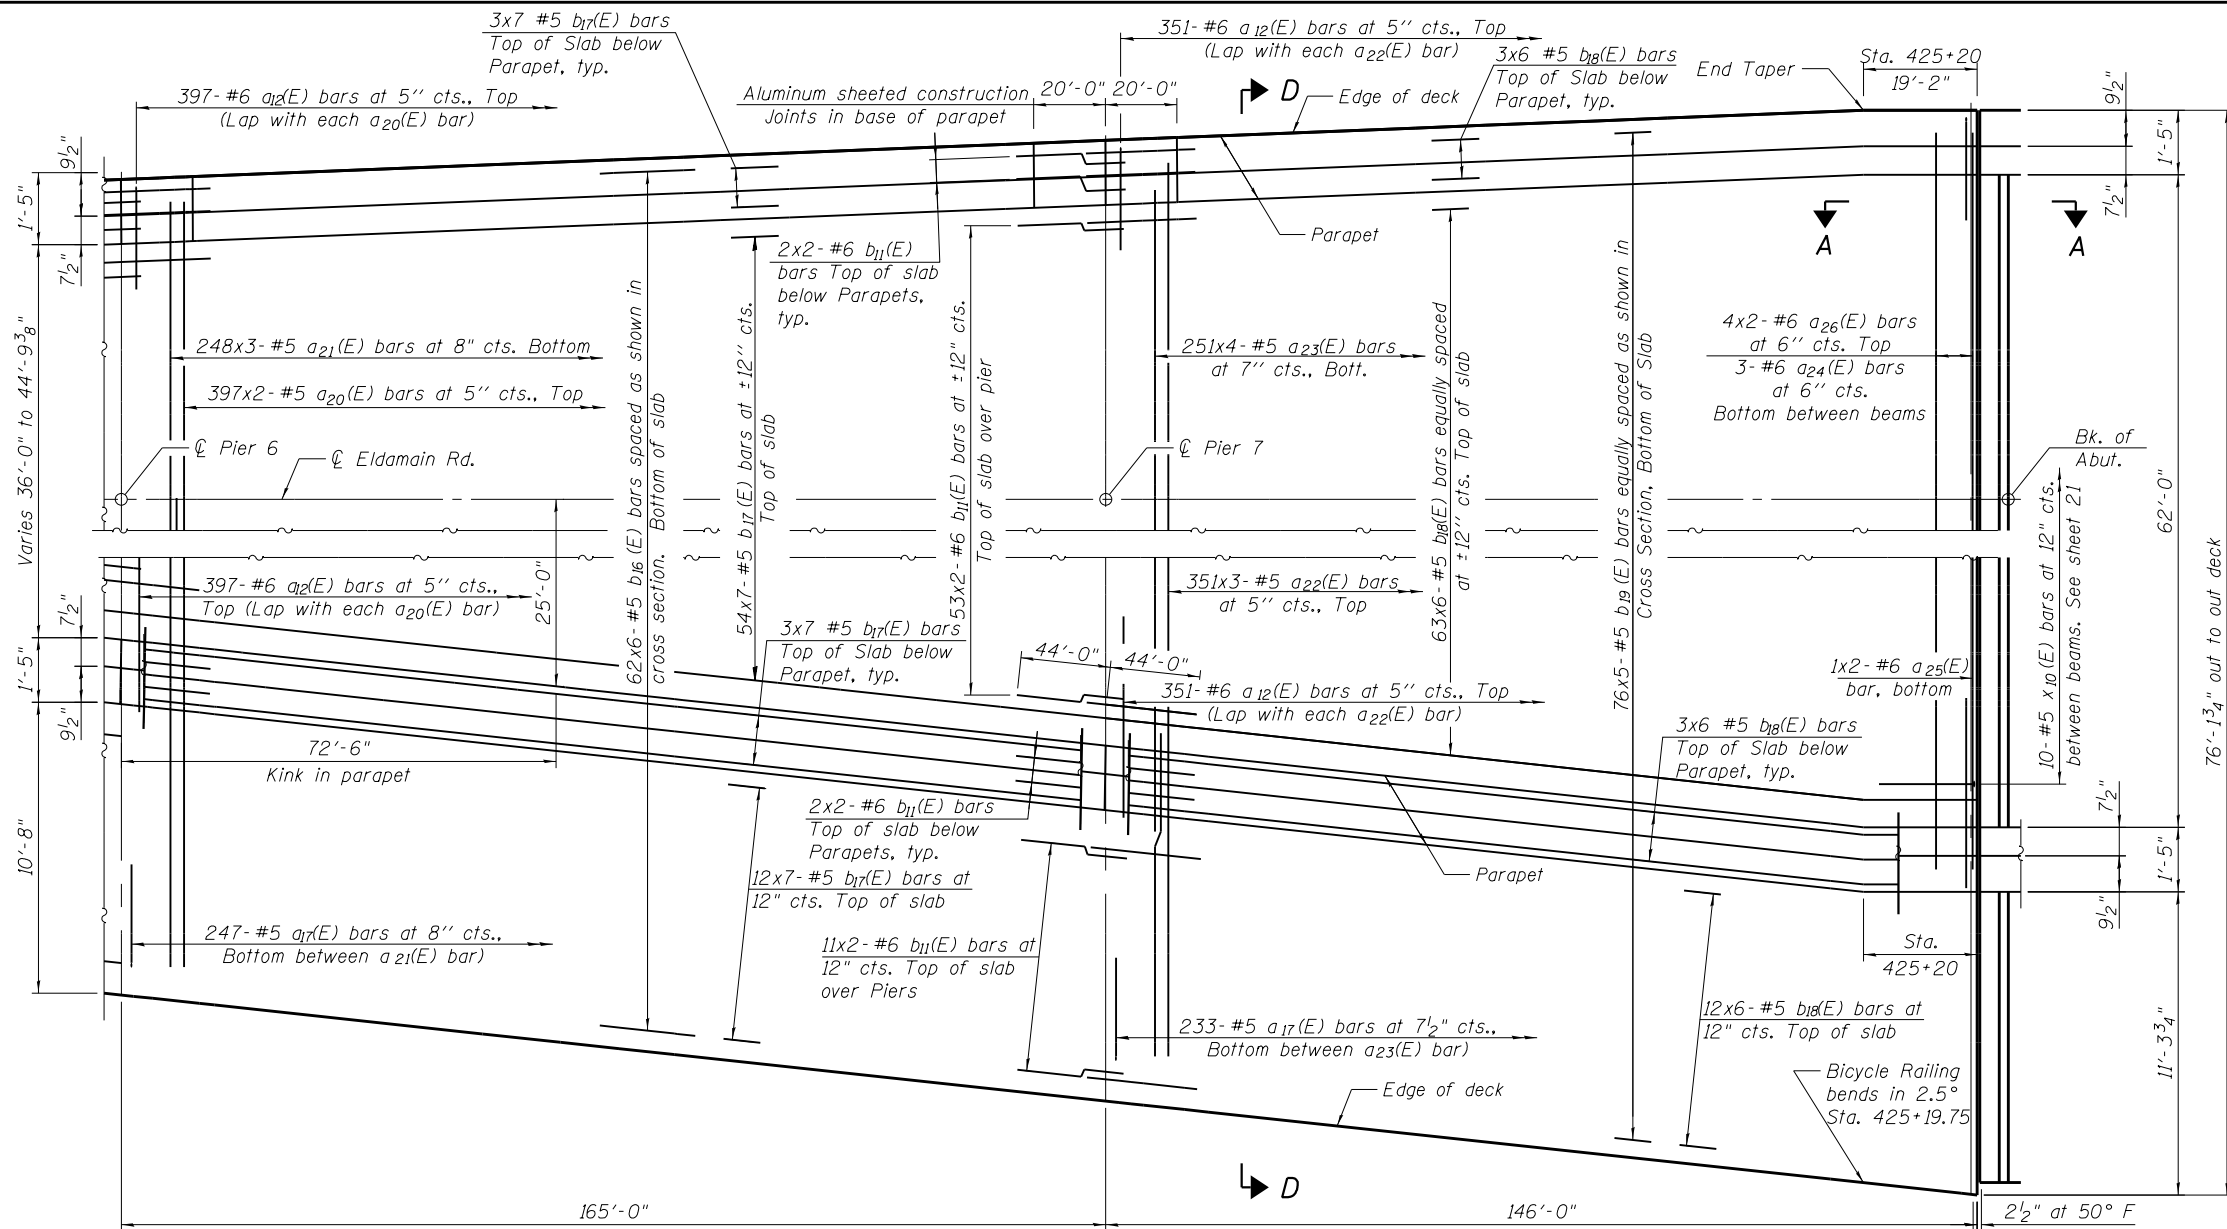 3x7 #5 b17(E) bars
Top of Slab below
Parapet, typ.
351-#6 a12(E) bars at 5'' cts., Top
(Lap with each a22(E) bar)
3x6 #5 b18(E) bars
Top of Slab below
Parapet, typ.
End Taper
Sta. 425+20
19'-2"
9½"
1'-5"
7½"
397-#6 a12(E) bars at 5'' cts., Top
(Lap with each a20(E) bar)
Aluminum sheeted construction
Joints in base of parapet
20'-0"
20'-0"
D
Edge of deck
9½"
1'-5"
7½"
Parapet
A
A
2x2-#6 b11(E)
bars Top of slab
below Parapets,
typ.
Varies 36'-0" to 44'-9⅜"
248x3-#5 a21(E) bars at 8" cts. Bottom
397x2-#5 a20(E) bars at 5'' cts., Top
62x6-#5 b16(E) bars spaced as shown in
cross section. Bottom of slab
54x7-#5 b17(E) bars at ±12'' cts.
Top of slab
53x2-#6 b11(E) bars at ±12" cts.
Top of slab over pier
251x4-#5 a23(E) bars
at 7'' cts., Bott.
63x6-#5 b18(E) bars equally spaced
at ±12'' cts. Top of slab
76x5-#5 b19(E) bars equally spaced as shown in
Cross Section, Bottom of Slab
4x2-#6 a26(E) bars
at 6'' cts. Top
3-#6 a24(E) bars
at 6'' cts.
Bottom between beams
℄ Pier 6
℄ Eldamain Rd.
℄ Pier 7
Bk. of
Abut.
10-#5 x10(E) bars at 12" cts.
between beams. See sheet 21
62'-0"
76'-1¾" out to out deck
397-#6 a12(E) bars at 5'' cts.,
Top (Lap with each a20(E) bar)
25'-0"
351x3-#5 a22(E) bars
at 5'' cts., Top
7½"
1'-5"
9½"
3x7 #5 b17(E) bars
Top of Slab below
Parapet, typ.
44'-0"
44'-0"
351-#6 a12(E) bars at 5'' cts., Top
(Lap with each a22(E) bar)
1x2-#6 a25(E)
bar, bottom
3x6 #5 b18(E) bars
Top of Slab below
Parapet, typ.
72'-6"
Kink in parapet
10'-8"
2x2-#6 b11(E) bars
Top of slab below
Parapets, typ.
7½"
1'-5"
9½"
Parapet
12x7-#5 b17(E) bars at
12" cts. Top of slab
247-#5 a17(E) bars at 8'' cts.,
Bottom between a21(E) bar)
11x2-#6 b11(E) bars at
12" cts. Top of slab
over Piers
Sta.
425+20
233-#5 a17(E) bars at 7½" cts.,
Bottom between a23(E) bar)
12x6-#5 b18(E) bars at
12" cts. Top of slab
11'-3¾"
Edge of deck
Bicycle Railing
bends in 2.5°
Sta. 425+19.75
D
165'-0"
146'-0"
2½" at 50° F